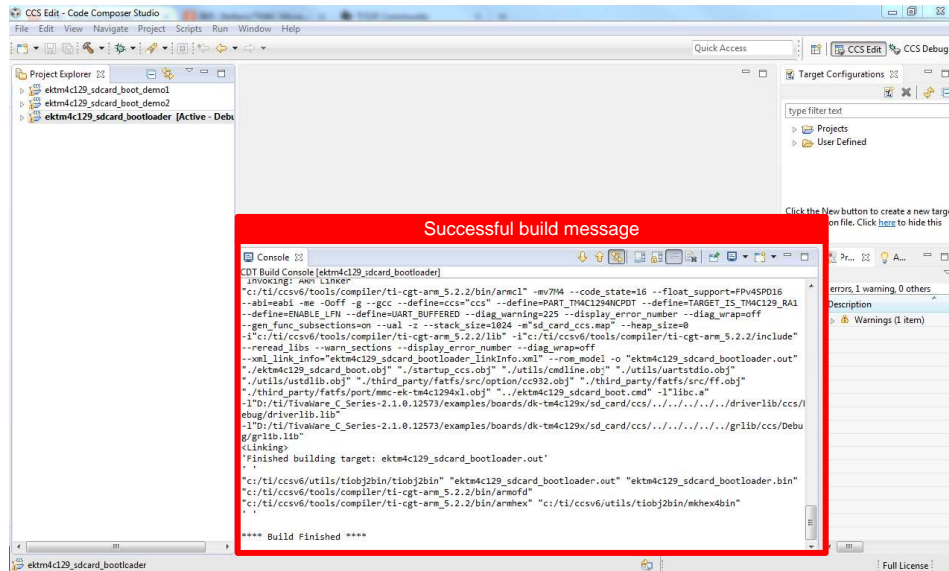 CCS Edit - Code Composer Studio
File Edit View Navigate Project Scripts Run Window Help
Quick Access
CCS Edit
CCS Debug
Project Explorer
ektm4c129_sdcard_boot_demo1
ektm4c129_sdcard_boot_demo2
ektm4c129_sdcard_bootloader [Active - Debu
Target Configurations
type filter text
Projects
User Defined
Click the New button to create a new targ
on file. Click here to hide this
Successful build message
Console
CDT Build Console [ektm4c129_sdcard_bootloader]
'Invoking: ARM Linker'
"c:/ti/ccsv6/tools/compiler/ti-cgt-arm_5.2.2/bin/armcl" -mv7M4 --code_state=16 --float_support=FPv4SPD16
--abi=eabi -me -Ooff -g --gcc --define=ccs="ccs" --define=PART_TM4C1294NCPDT --define=TARGET_IS_TM4C129_RA1
--define=ENABLE_LFN --define=UART_BUFFERED --diag_warning=225 --display_error_number --diag_wrap=off
--gen_func_subsections=on --ual -z --stack_size=1024 -m"sd_card_ccs.map" --heap_size=0
-i"c:/ti/ccsv6/tools/compiler/ti-cgt-arm_5.2.2/lib" -i"c:/ti/ccsv6/tools/compiler/ti-cgt-arm_5.2.2/include"
--reread_libs --warn_sections --display_error_number --diag_wrap=off
--xml_link_info="ektm4c129_sdcard_bootloader_linkInfo.xml" --rom_model -o "ektm4c129_sdcard_bootloader.out"
"./ektm4c129_sdcard_boot.obj" "./startup_ccs.obj" "./utils/cmdline.obj" "./utils/uartstdio.obj"
"./utils/ustdlib.obj" "./third_party/fatfs/src/option/cc932.obj" "./third_party/fatfs/src/ff.obj"
"./third_party/fatfs/port/mmc-ek-tm4c1294xl.obj" "../ektm4c129_sdcard_boot.cmd" -l"libc.a"
-l"D:/ti/TivaWare_C_Series-2.1.0.12573/examples/boards/dk-tm4c129x/sd_card/ccs/../../../../../driverlib/ccs/D
ebug/driverlib.lib"
-l"D:/ti/TivaWare_C_Series-2.1.0.12573/examples/boards/dk-tm4c129x/sd_card/ccs/../../../../../grlib/ccs/Debu
g/grlib.lib"
<Linking>
'Finished building target: ektm4c129_sdcard_bootloader.out'
' '
"c:/ti/ccsv6/utils/tiobj2bin/tiobj2bin" "ektm4c129_sdcard_bootloader.out" "ektm4c129_sdcard_bootloader.bin"
"c:/ti/ccsv6/tools/compiler/ti-cgt-arm_5.2.2/bin/armofd"
"c:/ti/ccsv6/tools/compiler/ti-cgt-arm_5.2.2/bin/armhex" "c:/ti/ccsv6/utils/tiobj2bin/mkhex4bin"
' '
**** Build Finished ****
Pr...
A...
errors, 1 warning, 0 others
Description
Warnings (1 item)
ektm4c129_sdcard_bootloader
Full License